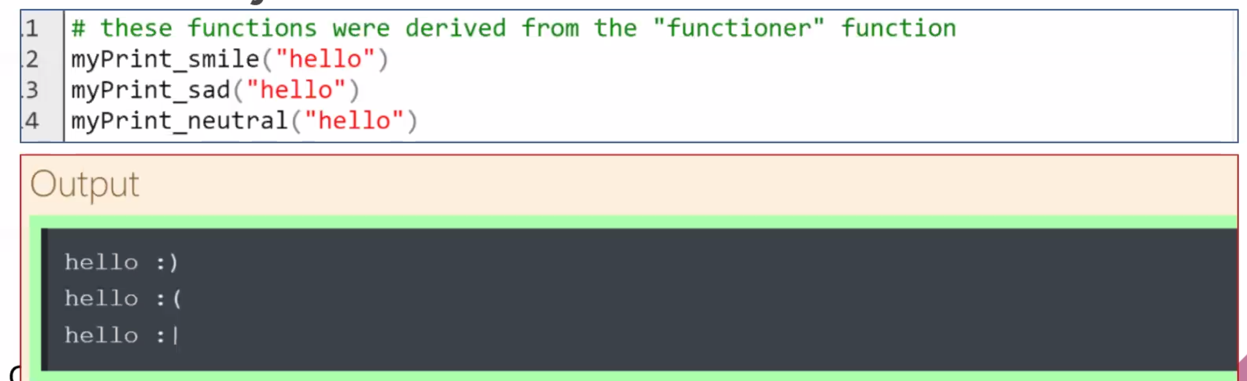 .1 # these functions were derived from the "functioner" function
.2 myPrint_smile("hello")
.3 myPrint_sad("hello")
.4 myPrint_neutral("hello")
Output
hello :)
hello :(
hello :|